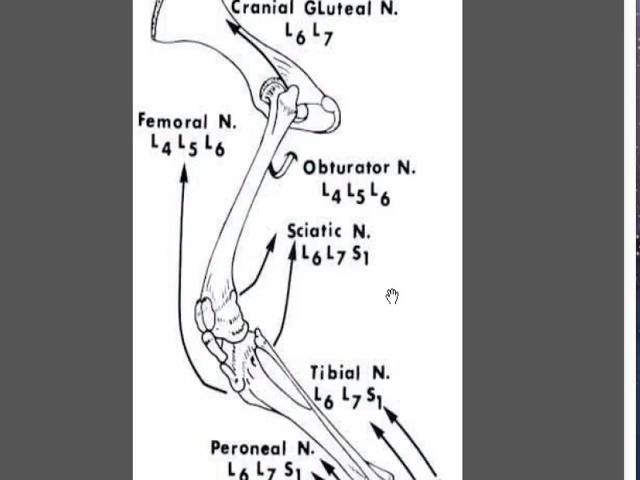 Cranial Gluteal N.
L6 L7
Femoral N.
L4 L5 L6
Obturator N.
L4 L5 L6
Sciatic N.
L6 L7 S1
Tibial N.
L6 L7 S1
Peroneal N.
L6 L7 S1